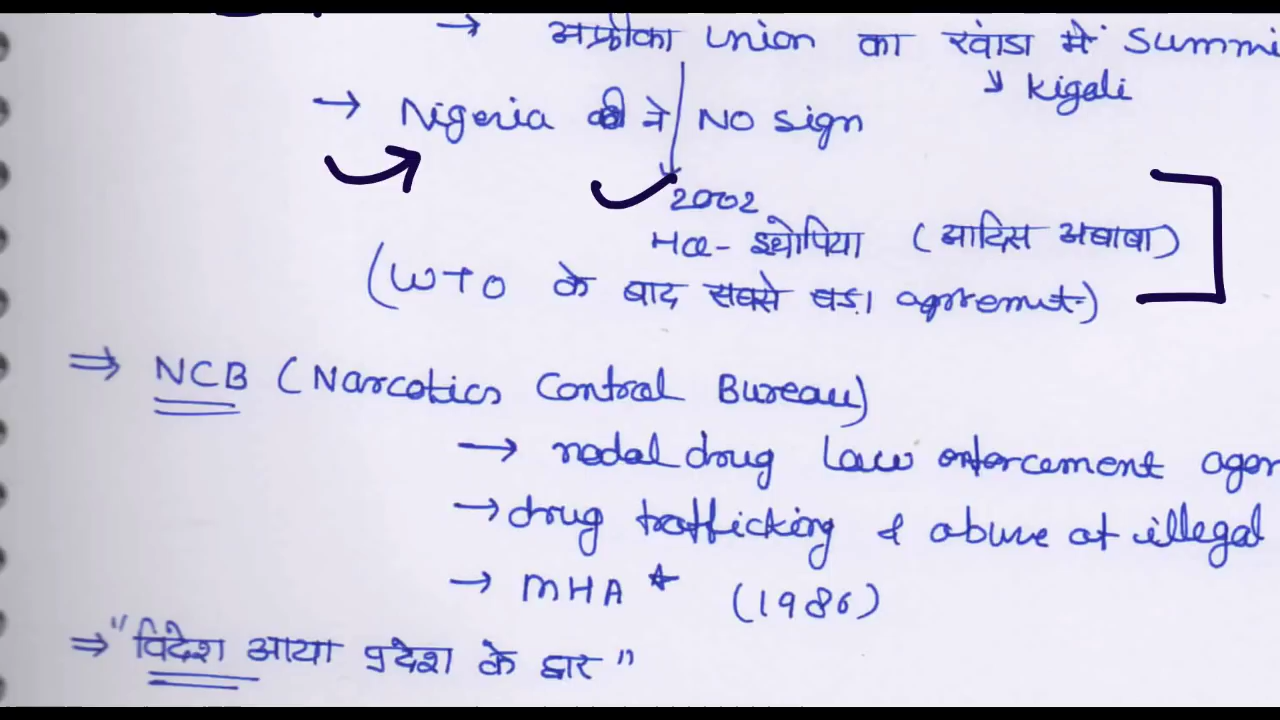 → अफ्रीका Union का रवांडा में Summi
↘ Kigali
→ Nigeria ने NO sign
2002
HQ- इथोपिया (आदिस अबाबा)
(WTO के बाद सबसे बड़ा agreemnt)
⇒ NCB (Narcotics Control Bureau)
→ nodal drug law enforcement agen
→ drug trafficking & abuse of illegal
→ MHA * (1986)
⇒ "विदेश आया प्रदेश के द्वार"